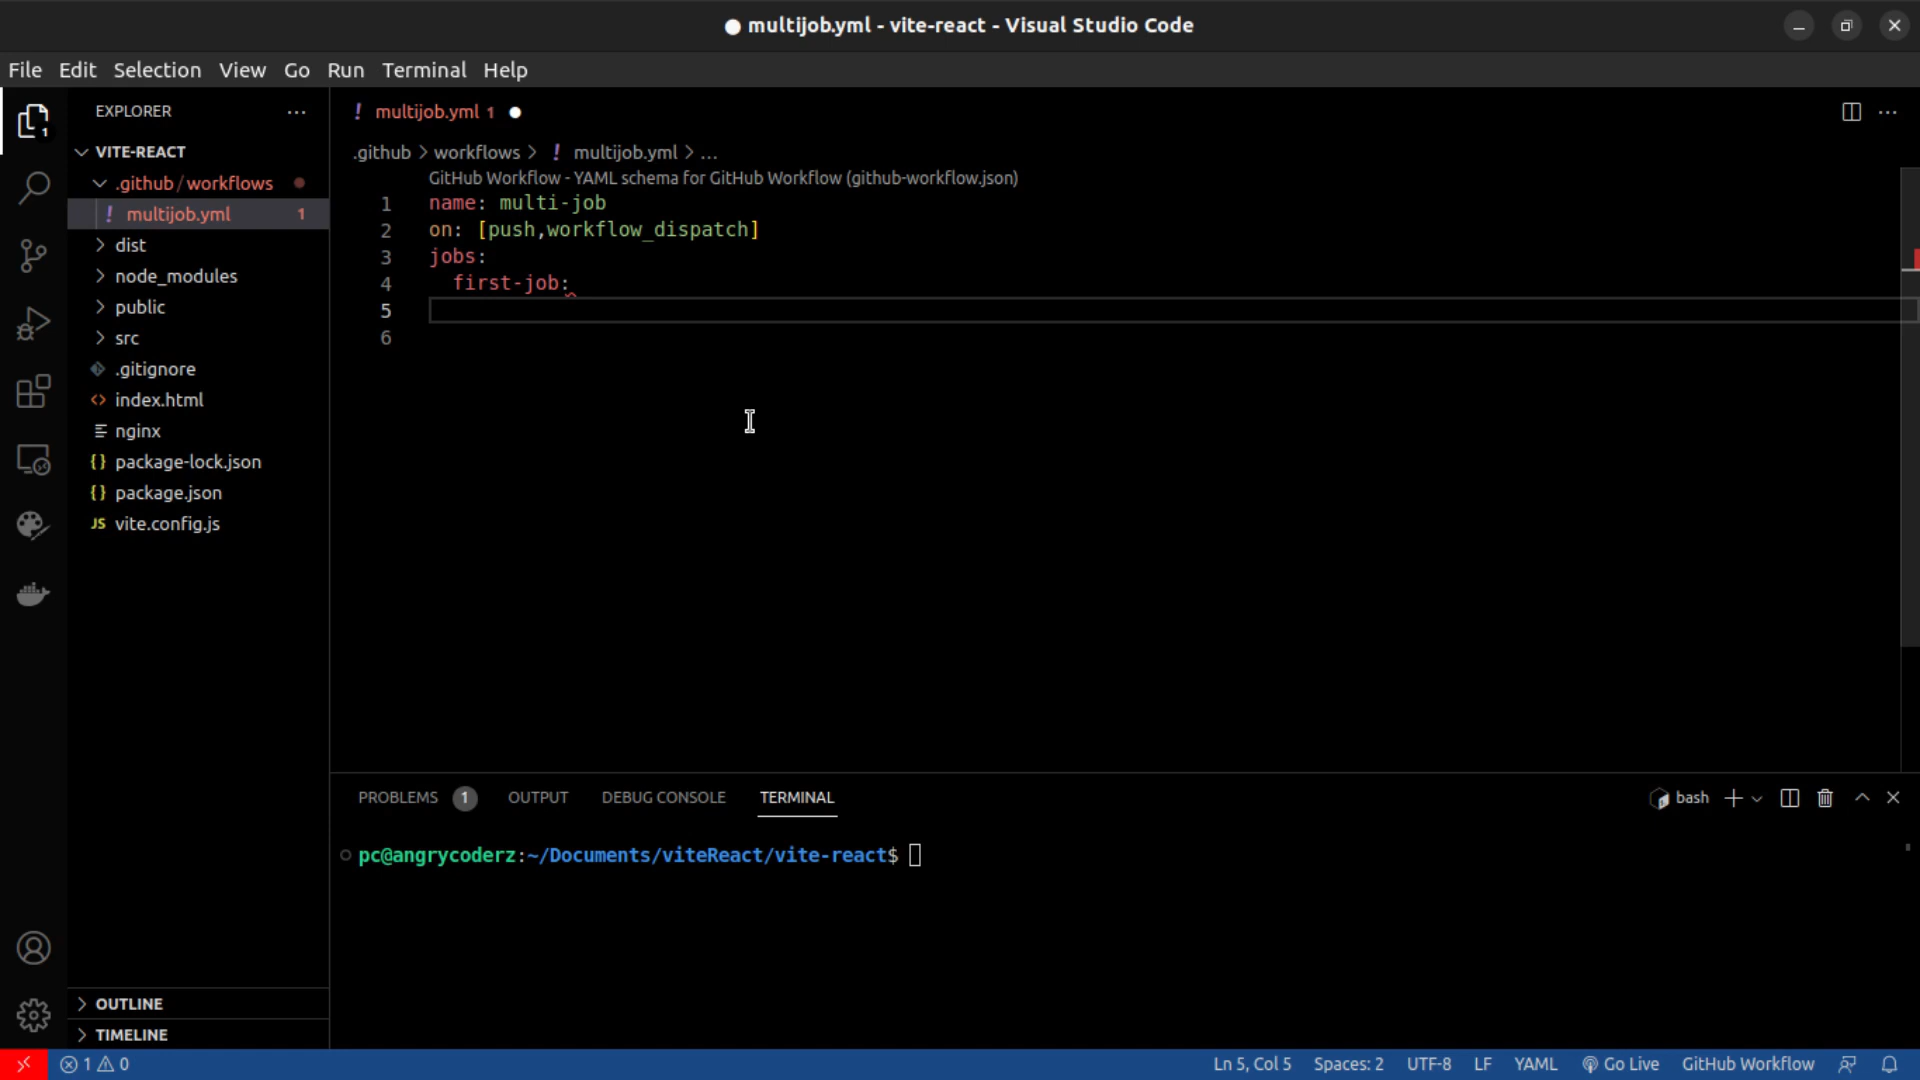 ● multijob.yml - vite-react - Visual Studio Code
File Edit Selection View Go Run Terminal Help
EXPLORER
VITE-REACT
.github / workflows
! multijob.yml 1
dist
node_modules
public
src
.gitignore
index.html
nginx
package-lock.json
package.json
vite.config.js
OUTLINE
TIMELINE
! multijob.yml 1 ●
.github > workflows > ! multijob.yml > ...
GitHub Workflow - YAML schema for GitHub Workflow (github-workflow.json)
1 name: multi-job
2 on: [push,workflow_dispatch]
3 jobs:
4 first-job:
5
6
PROBLEMS 1 OUTPUT DEBUG CONSOLE TERMINAL bash
pc@angrycoderz:~/Documents/viteReact/vite-react$
1 0 Ln 5, Col 5 Spaces: 2 UTF-8 LF YAML Go Live GitHub Workflow